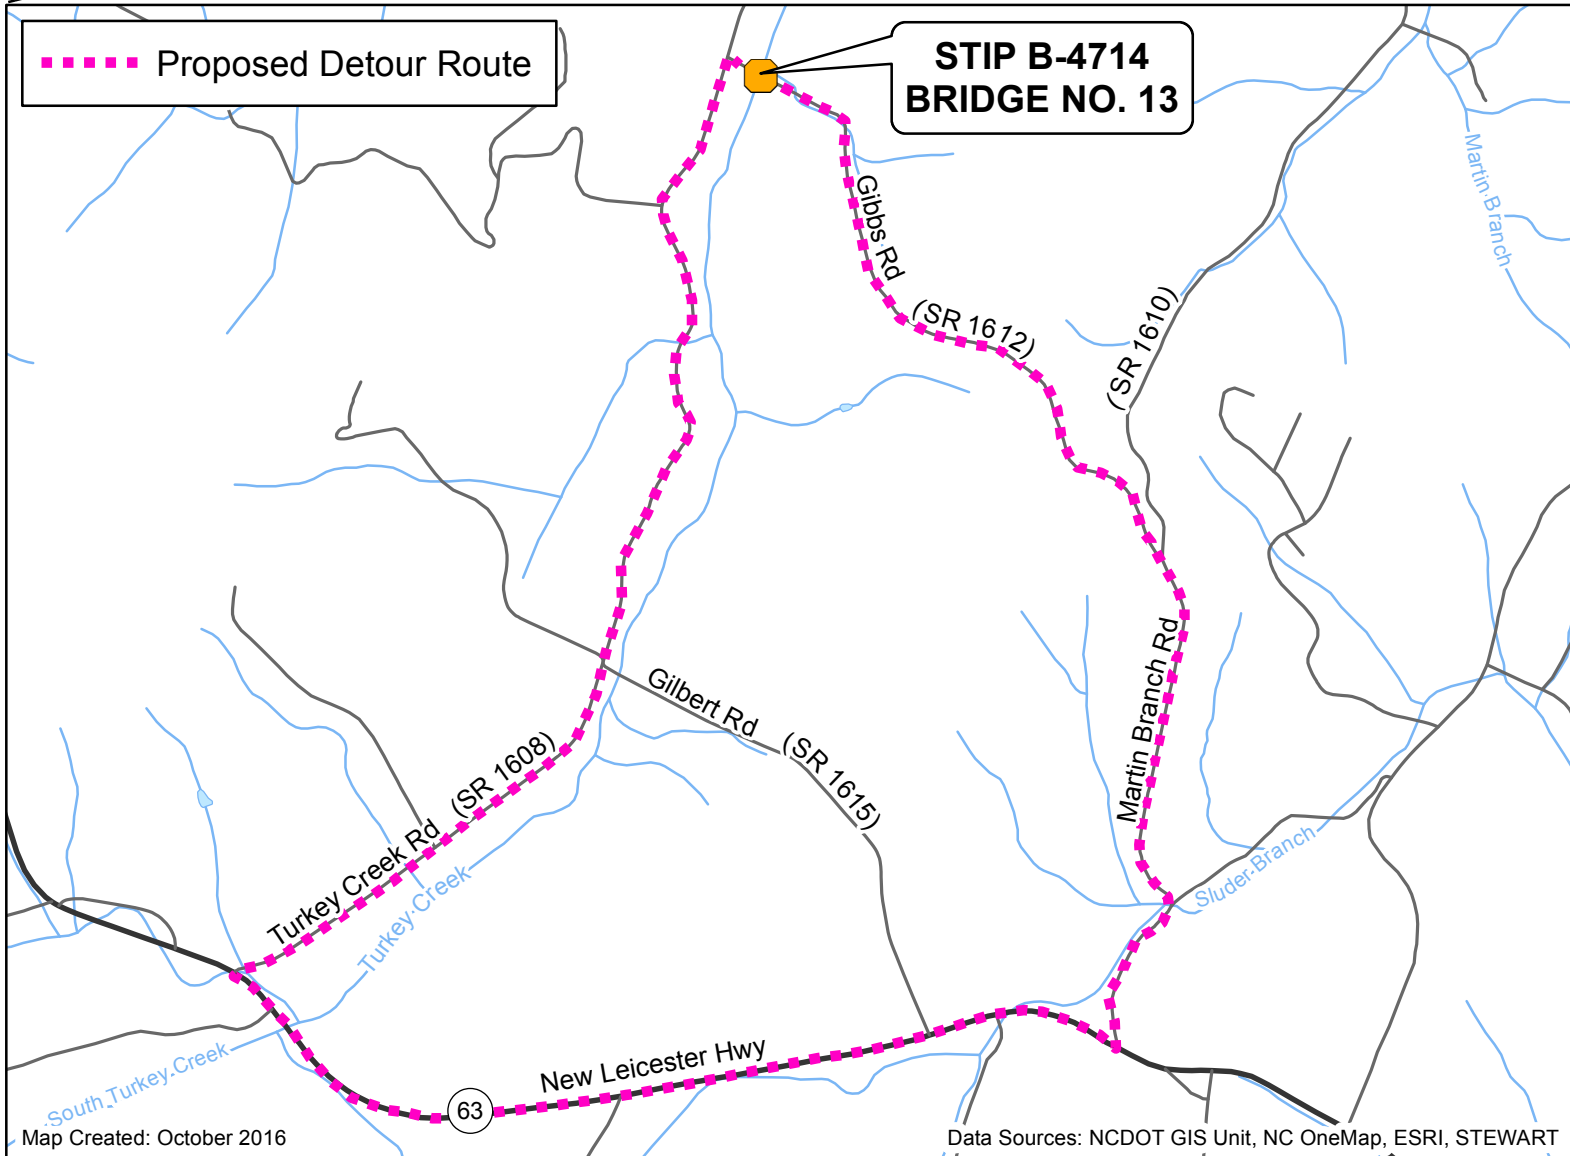 Proposed Detour Route
STIP B-4714
BRIDGE NO. 13
Martin Branch
Gibbs Rd
(SR 1612)
(SR 1610)
Martin Branch Rd
Gilbert Rd
(SR 1615)
(SR 1608)
Turkey Creek Rd
Turkey Creek
Sluder Branch
South Turkey Creek
New Leicester Hwy
63
Map Created: October 2016
Data Sources: NCDOT GIS Unit, NC OneMap, ESRI, STEWART